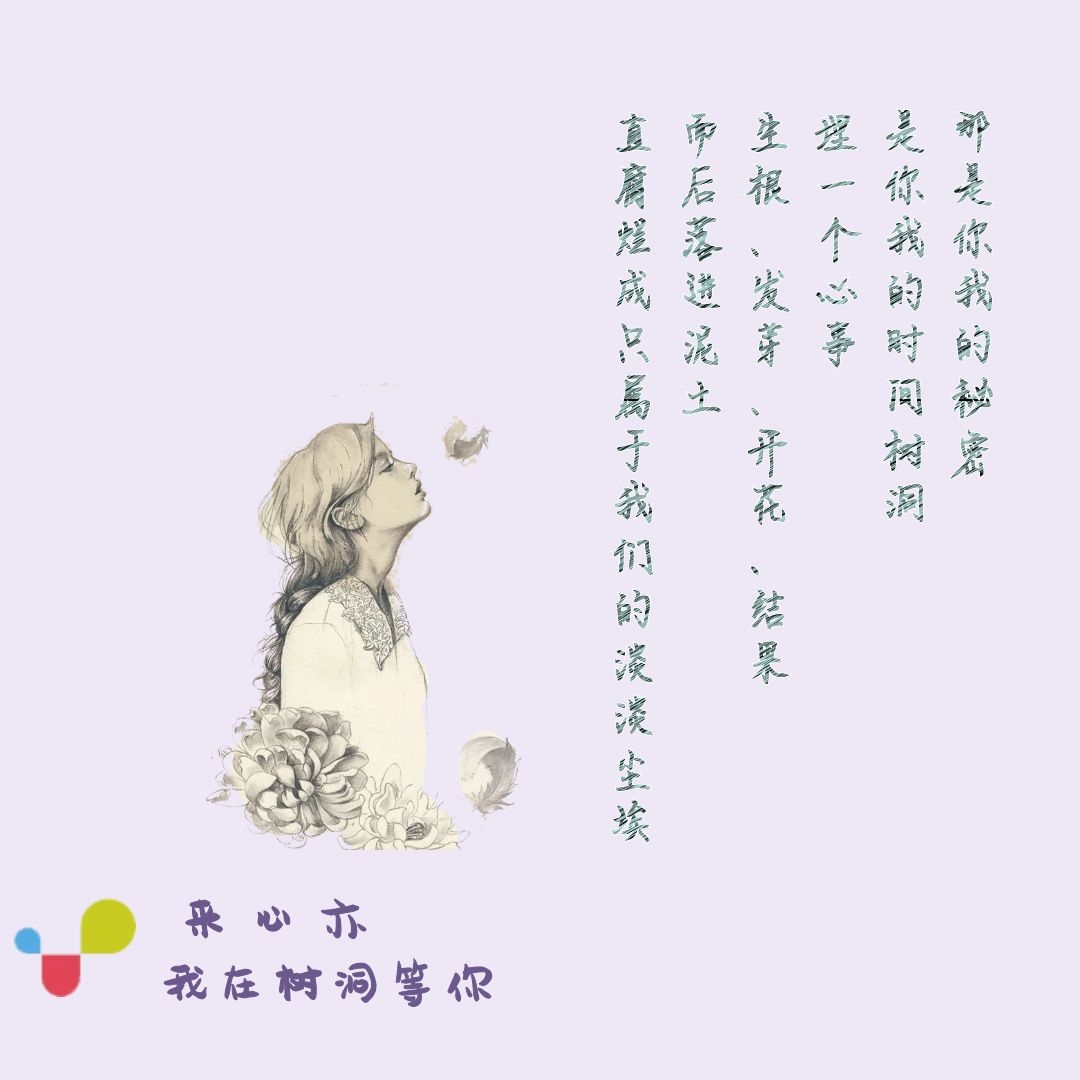 那是你我的秘密
是你我的时间树洞
埋一个心事
生根、发芽、开花、结果
而后落进泥土
直腐烂成只属于我们的淡淡尘埃
采心亦
我在树洞等你